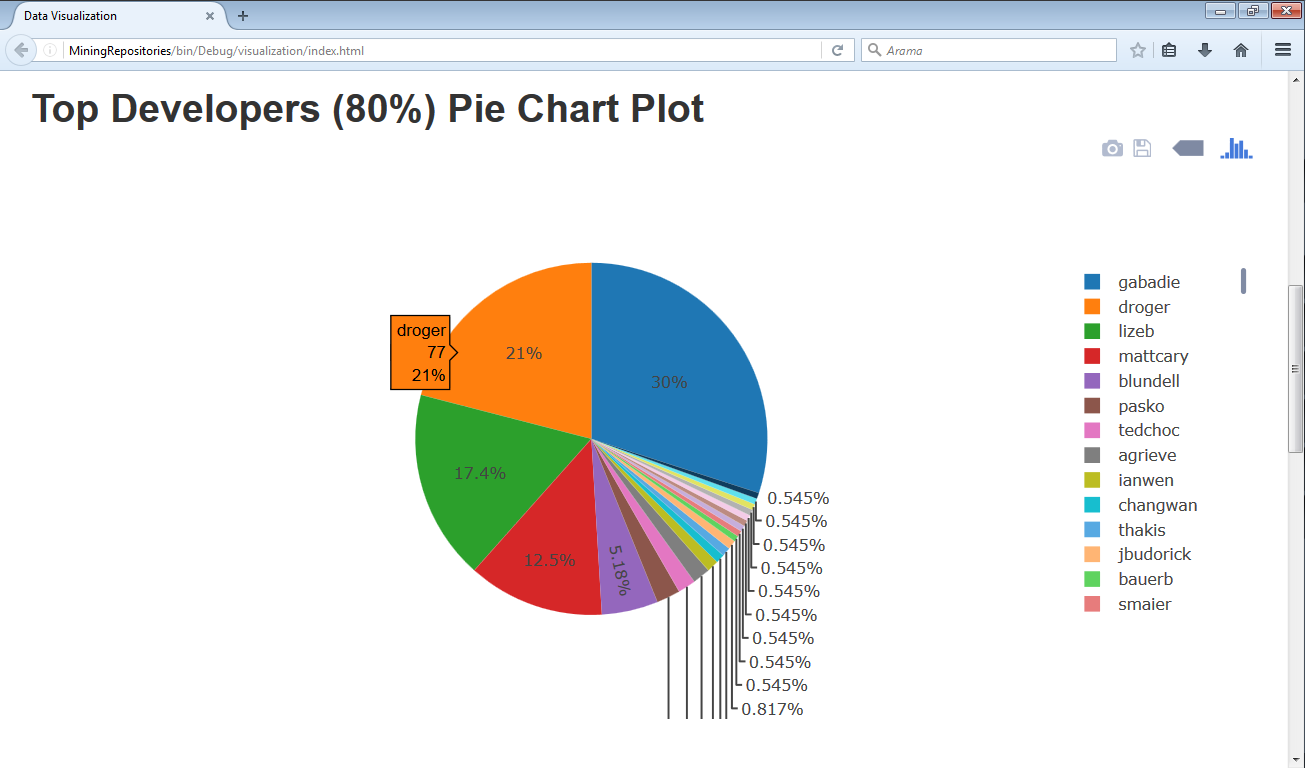 Data Visualization
MiningRepositories/bin/Debug/visualization/index.html
Arama
Top Developers (80%) Pie Chart Plot
droger
77
21%
21%
30%
17.4%
12.5%
5.18%
0.545%
0.545%
0.545%
0.545%
0.545%
0.545%
0.545%
0.545%
0.545%
0.817%
gabadie
droger
lizeb
mattcary
blundell
pasko
tedchoc
agrieve
ianwen
changwan
thakis
jbudorick
bauerb
smaier